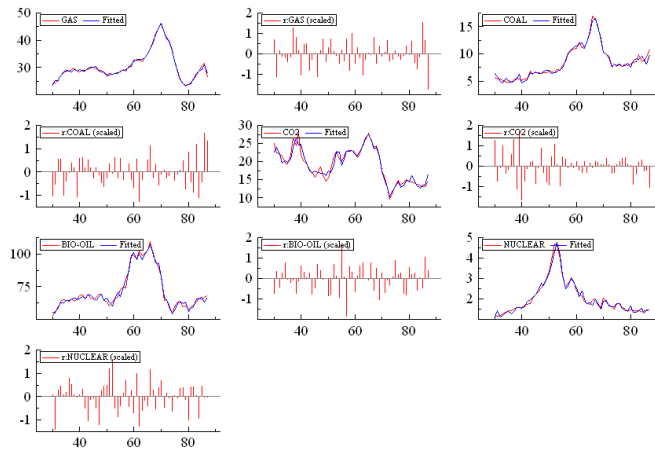 GAS Fitted
50
40
30
40 60 80
r:GAS (scaled)
2
1
0
-1
40 60 80
COAL Fitted
15
10
5
40 60 80
r:COAL (scaled)
2
1
0
-1
40 60 80
CO2 Fitted
30
25
20
15
10
40 60 80
r:CO2 (scaled)
2
1
0
-1
40 60 80
BIO-OIL Fitted
100
75
40 60 80
r:BIO-OIL (scaled)
2
1
0
-1
-2
40 60 80
NUCLEAR Fitted
5
4
3
2
40 60 80
r:NUCLEAR (scaled)
1
0
-1
40 60 80